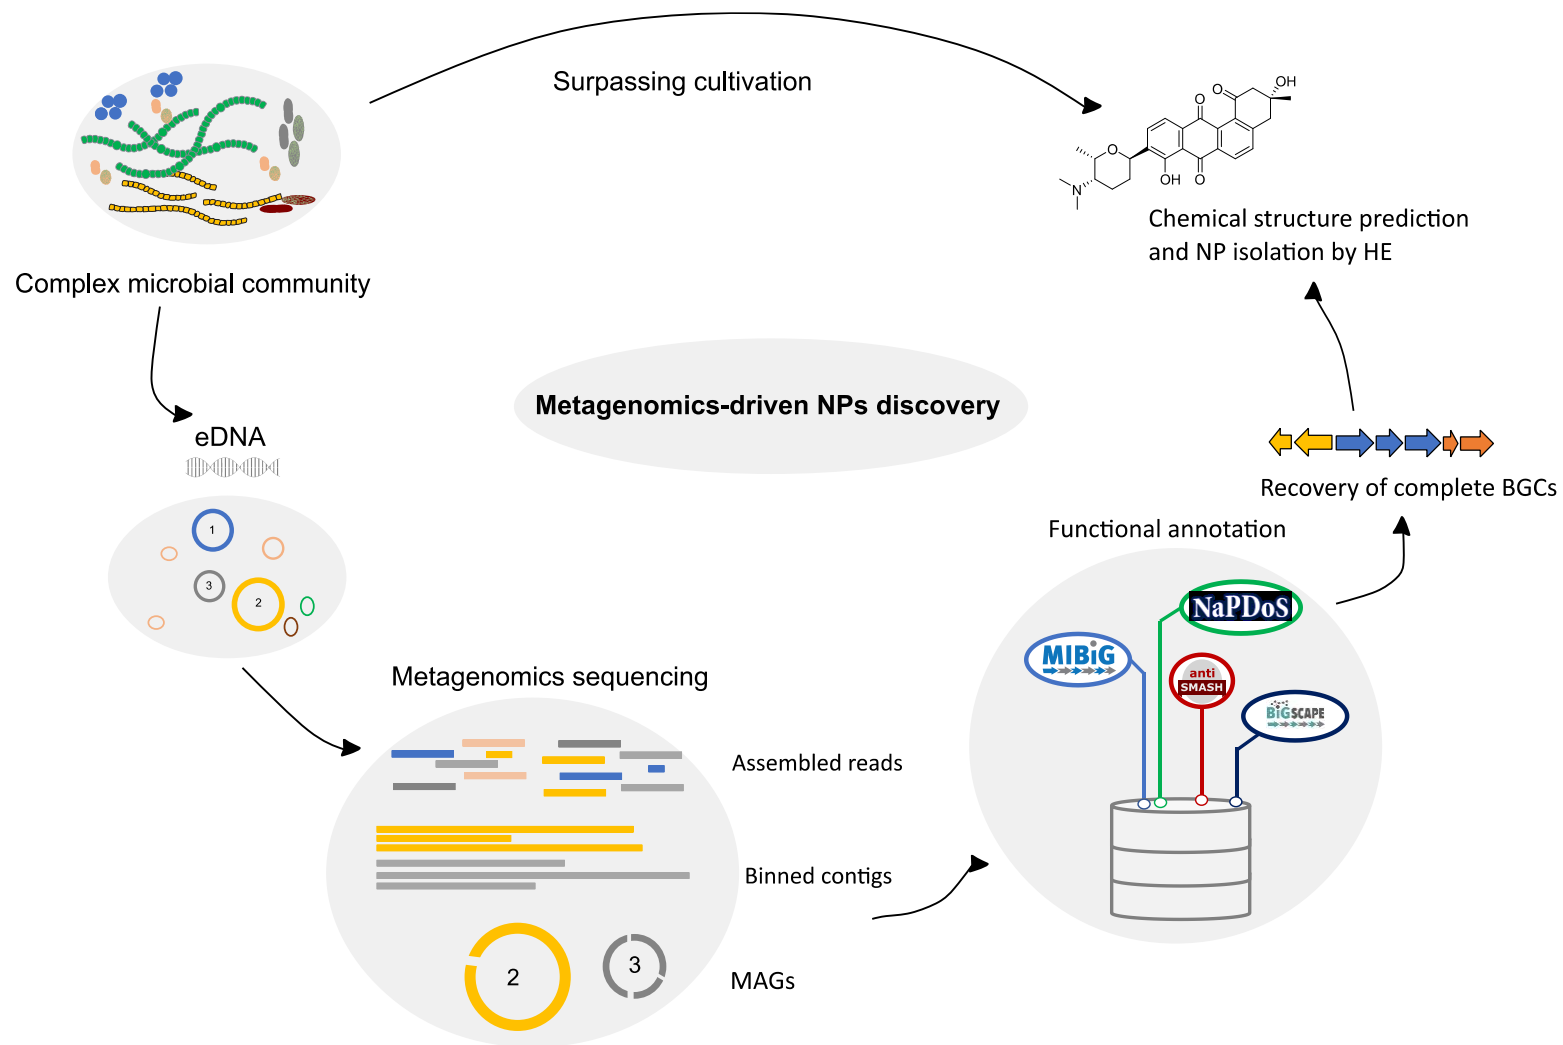 Surpassing cultivation
O
OH
O
O
N
OH
O
Complex microbial community
Chemical structure prediction
and NP isolation by HE
Metagenomics-driven NPs discovery
eDNA
1
3
2
Recovery of complete BGCs
Functional annotation
NaPDoS
MIBiG
anti
SMASH
BiGSCAPE
Metagenomics sequencing
Assembled reads
Binned contigs
2
3
MAGs